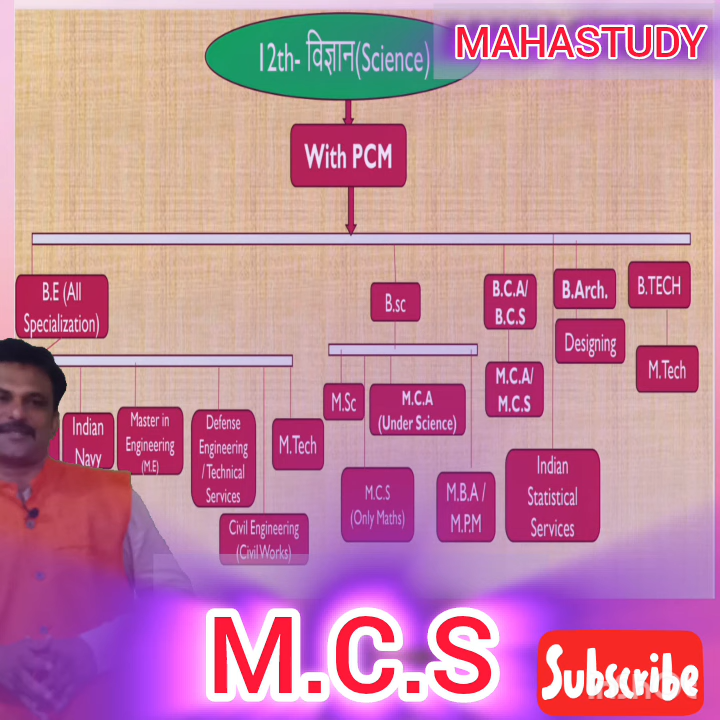 12th- विज्ञान(Science)
MAHASTUDY
With PCM
B.E (All
Specialization)
B.sc
B.C.A/
B.C.S
B.Arch.
B.TECH
Designing
M.Tech
M.C.A/
M.C.S
Indian
Navy
Master in
Engineering
(M.E)
Defense
Engineering
/Technical
Services
M.Tech
Civil Engineering
(Civil Works)
M.Sc
M.C.A
(Under Science)
M.C.S
(Only Maths)
M.B.A /
M.P.M
Indian
Statistical
Services
M.C.S
Subscribe